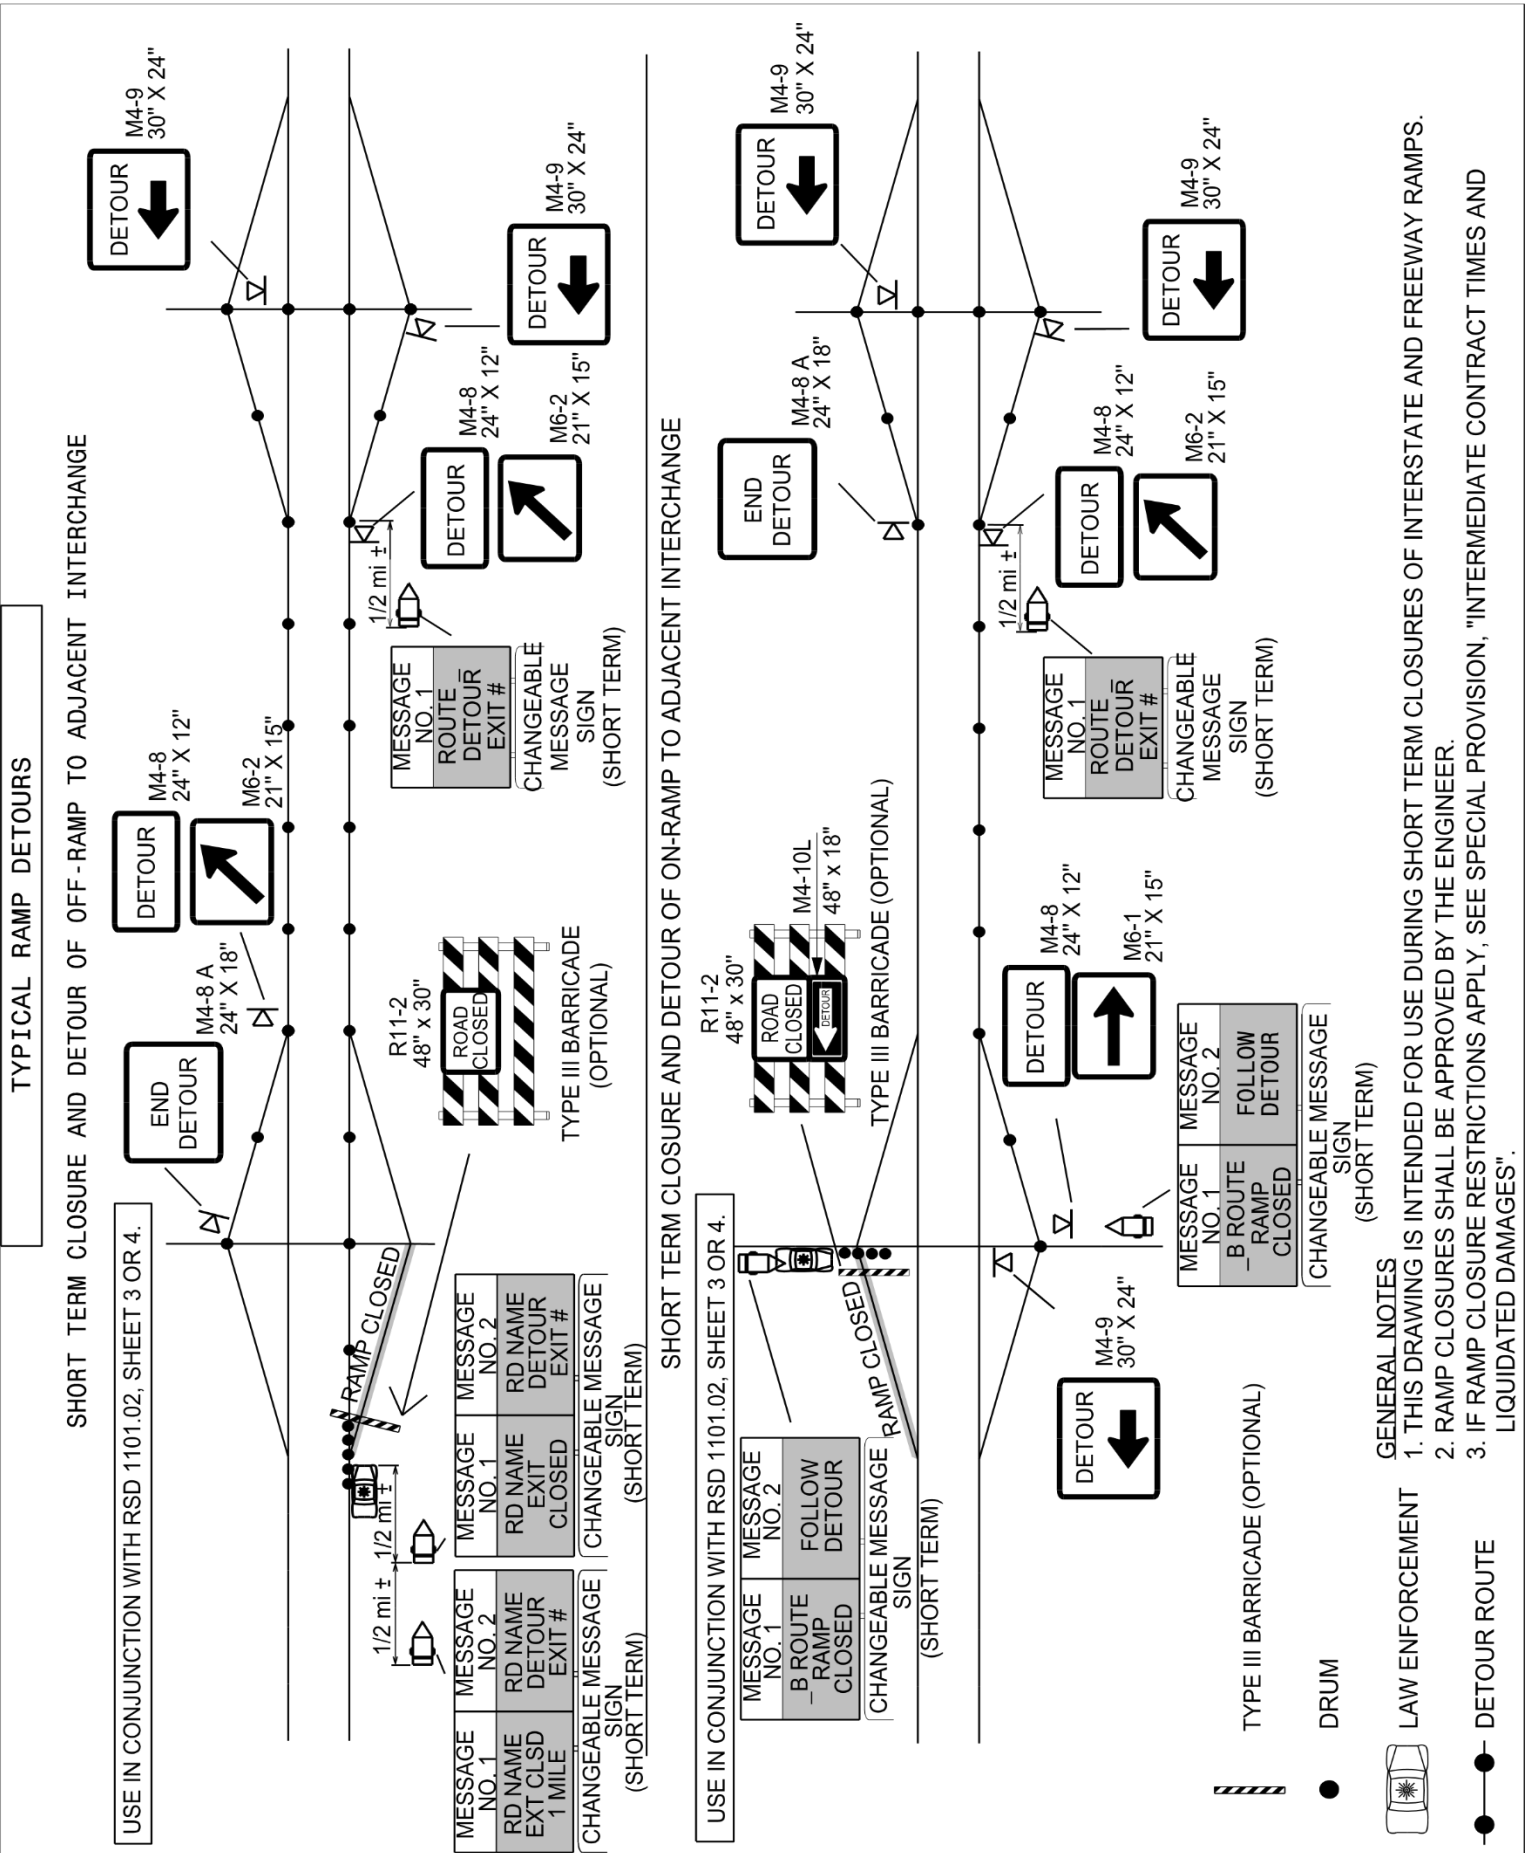 TYPICAL RAMP DETOURS
SHORT TERM CLOSURE AND DETOUR OF OFF-RAMP TO ADJACENT INTERCHANGE
USE IN CONJUNCTION WITH RSD 1101.02, SHEET 3 OR 4.
END
DETOUR
M4-8 A
24" X 18"
DETOUR
M4-8
24" X 12"
M6-2
21" X 15"
DETOUR
M4-9
30" X 24"
RAMP CLOSED
1/2 mi ±
1/2 mi ±
MESSAGE
NO. 1
RD NAME
EXT CLSD
1 MILE
MESSAGE
NO. 2
RD NAME
DETOUR
EXIT #
CHANGEABLE MESSAGE
SIGN
(SHORT TERM)
MESSAGE
NO. 1
RD NAME
EXIT
CLOSED
MESSAGE
NO. 2
RD NAME
DETOUR
EXIT #
CHANGEABLE MESSAGE
SIGN
(SHORT TERM)
R11-2
48" x 30"
ROAD
CLOSED
TYPE III BARRICADE
(OPTIONAL)
1/2 mi ±
MESSAGE
NO. 1
ROUTE _
DETOUR
EXIT #
CHANGEABLE
MESSAGE
SIGN
(SHORT TERM)
DETOUR
M4-8
24" X 12"
M6-2
21" X 15"
DETOUR
M4-9
30" X 24"
SHORT TERM CLOSURE AND DETOUR OF ON-RAMP TO ADJACENT INTERCHANGE
USE IN CONJUNCTION WITH RSD 1101.02, SHEET 3 OR 4.
MESSAGE
NO. 1
_B ROUTE _
RAMP
CLOSED
MESSAGE
NO. 2
FOLLOW
DETOUR
CHANGEABLE MESSAGE
SIGN
(SHORT TERM)
RAMP CLOSED
R11-2
48" x 30"
ROAD
CLOSED
DETOUR
M4-10L
48" x 18"
TYPE III BARRICADE (OPTIONAL)
END
DETOUR
M4-8 A
24" X 18"
DETOUR
M4-9
30" X 24"
DETOUR
M4-9
30" X 24"
DETOUR
M4-8
24" X 12"
M6-1
21" X 15"
MESSAGE
NO. 1
_B ROUTE _
RAMP
CLOSED
MESSAGE
NO. 2
FOLLOW
DETOUR
CHANGEABLE MESSAGE
SIGN
(SHORT TERM)
1/2 mi ±
MESSAGE
NO. 1
ROUTE _
DETOUR
EXIT #
CHANGEABLE
MESSAGE
SIGN
(SHORT TERM)
DETOUR
M4-8
24" X 12"
M6-2
21" X 15"
DETOUR
M4-9
30" X 24"
TYPE III BARRICADE (OPTIONAL)
DRUM
LAW ENFORCEMENT
DETOUR ROUTE
GENERAL NOTES
1. THIS DRAWING IS INTENDED FOR USE DURING SHORT TERM CLOSURES OF INTERSTATE AND FREEWAY RAMPS.
2. RAMP CLOSURES SHALL BE APPROVED BY THE ENGINEER.
3. IF RAMP CLOSURE RESTRICTIONS APPLY, SEE SPECIAL PROVISION, "INTERMEDIATE CONTRACT TIMES AND
LIQUIDATED DAMAGES".